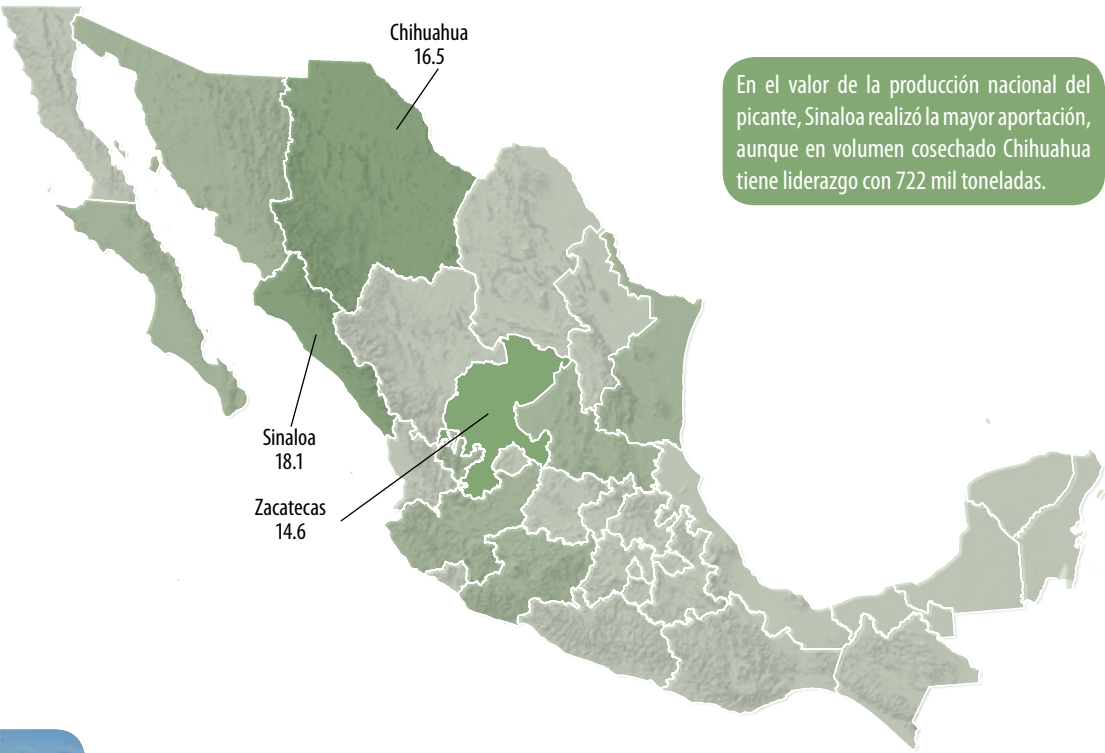 Chihuahua
16.5
En el valor de la producción nacional del
picante, Sinaloa realizó la mayor aportación,
aunque en volumen cosechado Chihuahua
tiene liderazgo con 722 mil toneladas.
Sinaloa
18.1
Zacatecas
14.6